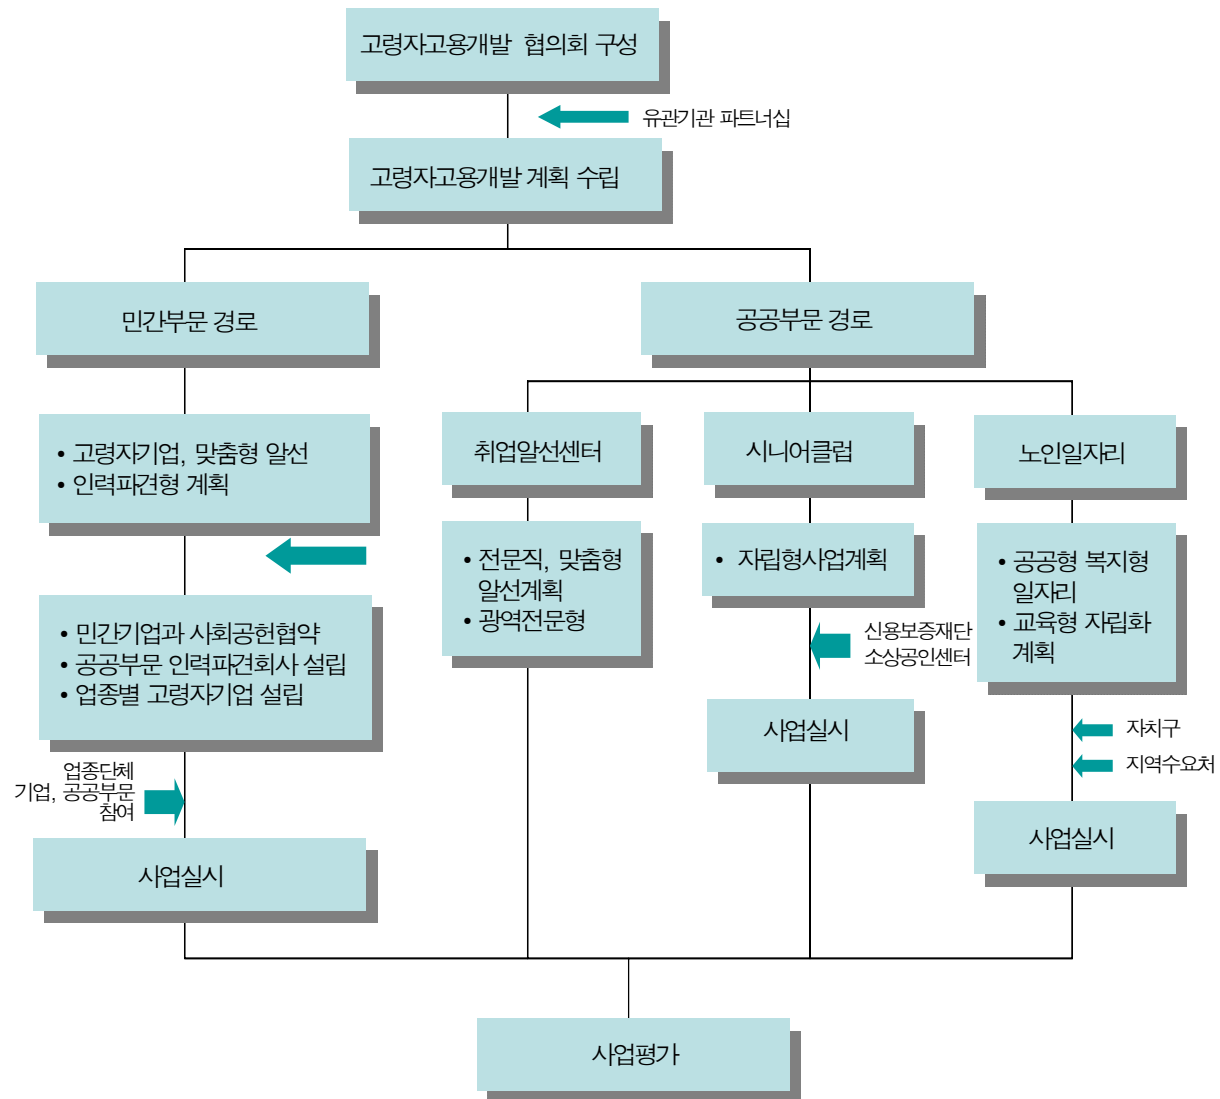 고령자고용개발 협의회 구성
유관기관 파트너십
고령자고용개발 계획 수립
민간부문 경로
공공부문 경로
• 고령자기업, 맞춤형 알선
• 인력파견형 계획
취업알선센터
시니어클럽
노인일자리
• 전문직, 맞춤형
알선계획
• 광역전문형
• 자립형사업계획
• 공공형 복지형
일자리
• 교육형 자립화
계획
• 민간기업과 사회공헌협약
• 공공부문 인력파견회사 설립
• 업종별 고령자기업 설립
신용보증재단
소상공인센터
사업실시
자치구
지역수요처
업종단체
기업, 공공부문
참여
사업실시
사업실시
사업평가